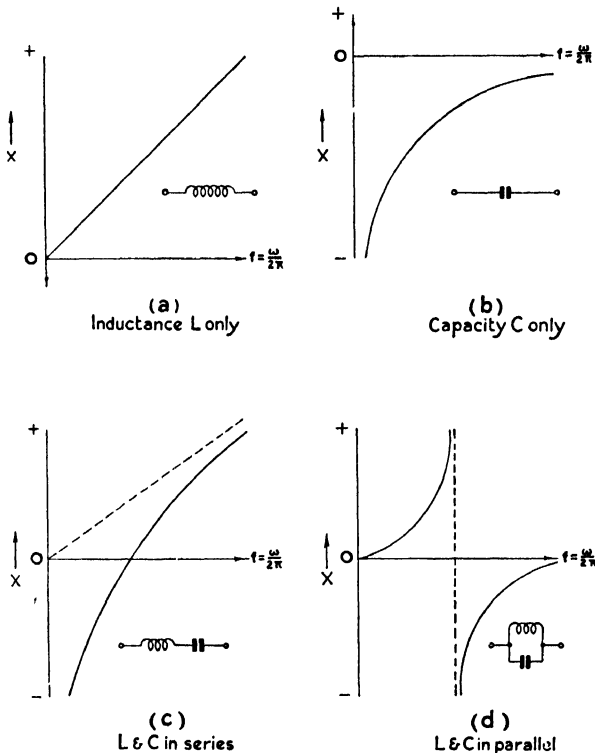 +
X
O
f = ω/2π
(a)
Inductance L only
+
O
f = ω/2π
X
−
(b)
Capacity C only
+
O
f = ω/2π
X
−
(c)
L & C in series
+
O
f = ω/2π
X
−
(d)
L & C in parallel